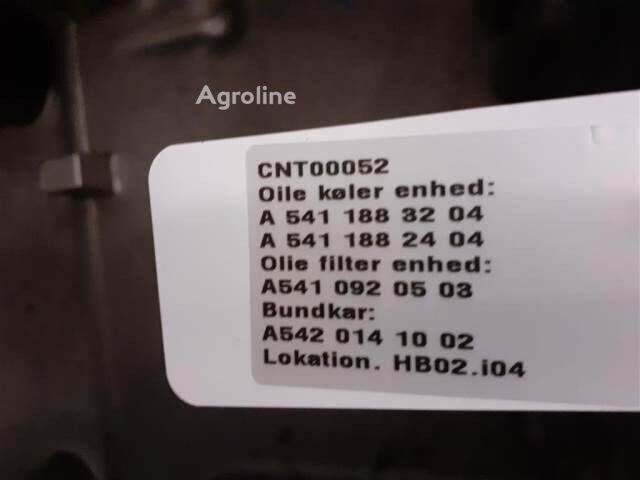 Agroline
CNT00052
Oile køler enhed:
A 541 188 32 04
A 541 188 24 04
Olie filter enhed:
A541 092 05 03
Bundkar:
A542 014 10 02
Lokation. HB02.i04